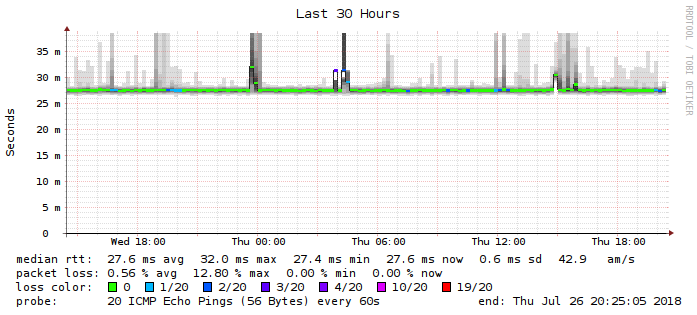 Last 30 Hours
RRDTOOL / TOBI OETIKER
Seconds
35 m
30 m
25 m
20 m
15 m
10 m
5 m
0
Wed 18:00 Thu 00:00 Thu 06:00 Thu 12:00 Thu 18:00
median rtt: 27.6 ms avg 32.0 ms max 27.4 ms min 27.6 ms now 0.6 ms sd 42.9 am/s
packet loss: 0.56 % avg 12.80 % max 0.00 % min 0.00 % now
loss color: 0 1/20 2/20 3/20 4/20 10/20 19/20
probe: 20 ICMP Echo Pings (56 Bytes) every 60s end: Thu Jul 26 20:25:05 2018